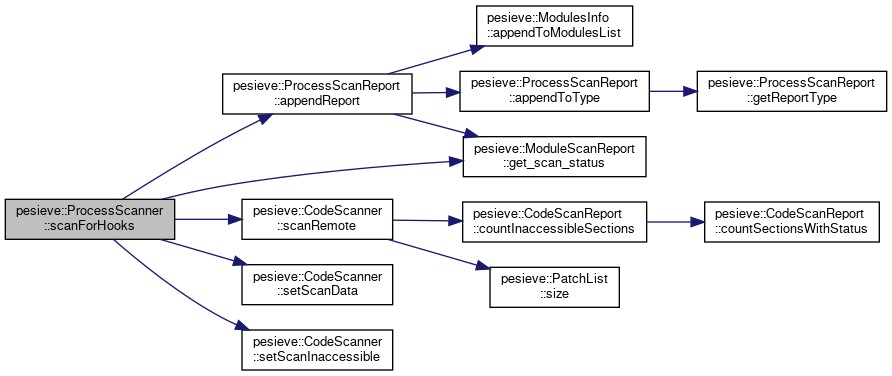 pesieve::ModulesInfo
::appendToModulesList
pesieve::ProcessScanReport
::appendReport
pesieve::ProcessScanReport
::appendToType
pesieve::ProcessScanReport
::getReportType
pesieve::ModuleScanReport
::get_scan_status
pesieve::ProcessScanner
::scanForHooks
pesieve::CodeScanner
::scanRemote
pesieve::CodeScanReport
::countInaccessibleSections
pesieve::CodeScanReport
::countSectionsWithStatus
pesieve::CodeScanner
::setScanData
pesieve::PatchList
::size
pesieve::CodeScanner
::setScanInaccessible